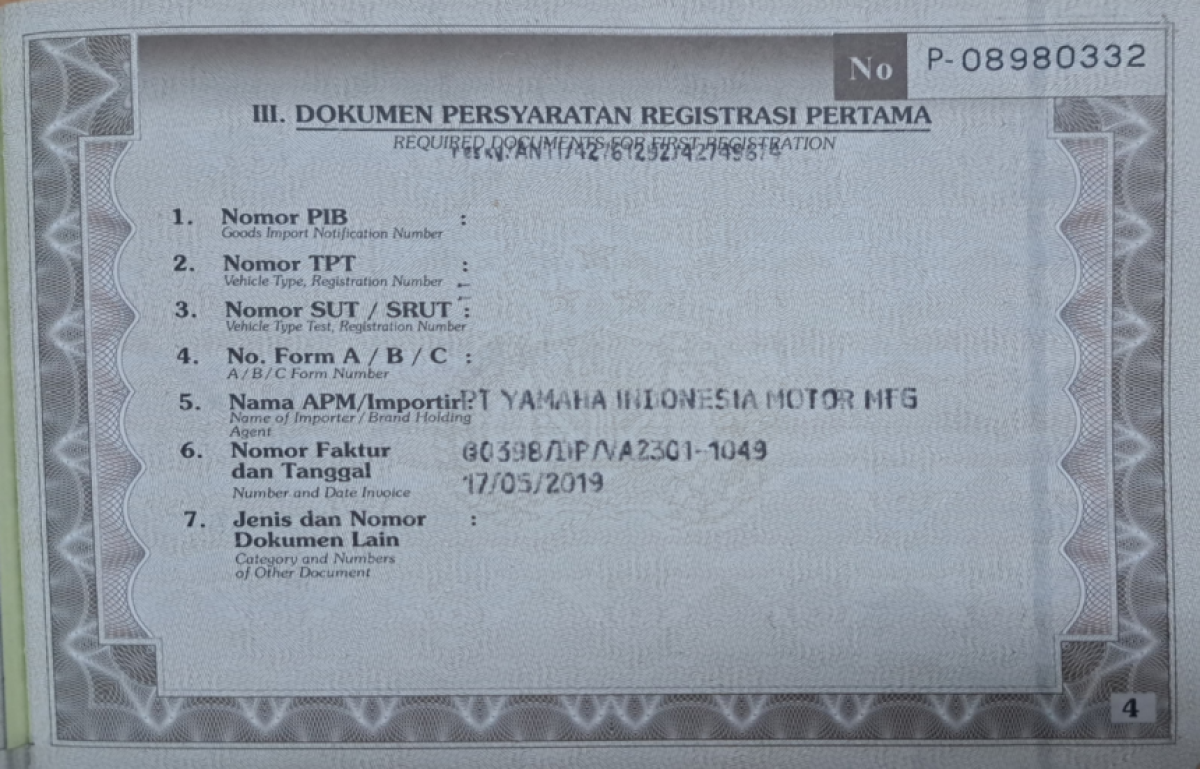 No P-08980332
III. DOKUMEN PERSYARATAN REGISTRASI PERTAMA
REQUIRED DOCUMENTS FOR FIRST REGISTRATION
1. Nomor PIB :
Goods Import Notification Number
2. Nomor TPT :
Vehicle Type, Registration Number
3. Nomor SUT / SRUT :
Vehicle Type Test, Registration Number
4. No. Form A / B / C :
A / B / C Form Number
5. Nama APM/Importir: PT YAMAHA INDONESIA MOTOR MFG
Name of Importer / Brand Holding
Agent
6. Nomor Faktur
dan Tanggal 17/05/2019
Number and Date Invoice
7. Jenis dan Nomor :
Dokumen Lain
Category and Numbers
of Other Document
4